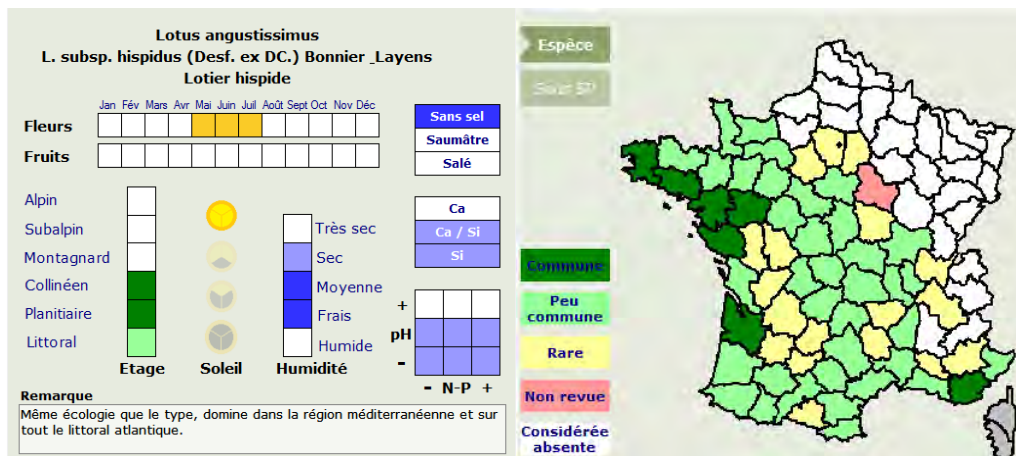 Lotus angustissimus
L. subsp. hispidus (Desf. ex DC.) Bonnier _Layens
Lotier hispide
Jan Fév Mars Avr Mai Juin Juil Août Sept Oct Nov Déc
Fleurs
Fruits
Sans sel
Saumâtre
Salé
Alpin
Subalpin
Montagnard
Collinéen
Planitiaire
Littoral
Etage
Soleil
Très sec
Sec
Moyenne
Frais
Humide
Humidité
Ca
Ca / Si
Si
+
pH
-
- N-P +
Remarque
Même écologie que le type, domine dans la région méditerranéenne et sur
tout le littoral atlantique.
Espèce
Sous SP
Commune
Peu
commune
Rare
Non revue
Considérée
absente